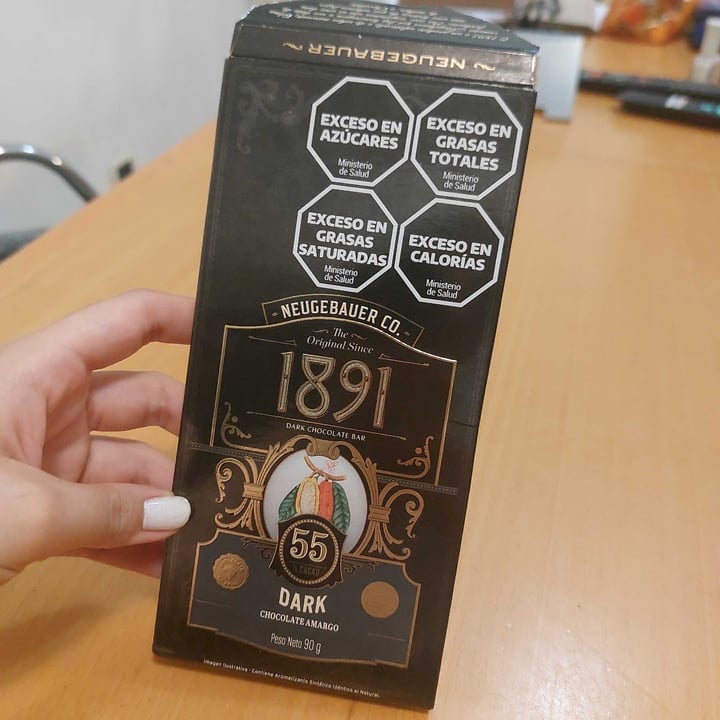 ~ NEUGEBAUER ~
EXCESO EN
AZÚCARES
Ministerio
de Salud
EXCESO EN
GRASAS
TOTALES
Ministerio
de Salud
EXCESO EN
GRASAS
SATURADAS
Ministerio
de Salud
EXCESO EN
CALORÍAS
Ministerio
de Salud
NEUGEBAUER CO.
The
Original Since
1891
DARK CHOCOLATE BAR
55
% CACAO
DARK
CHOCOLATE AMARGO
Peso Neto 90 g
Imagen Ilustrativa - Contiene Aromatizante Sintético Idéntico al Natural.